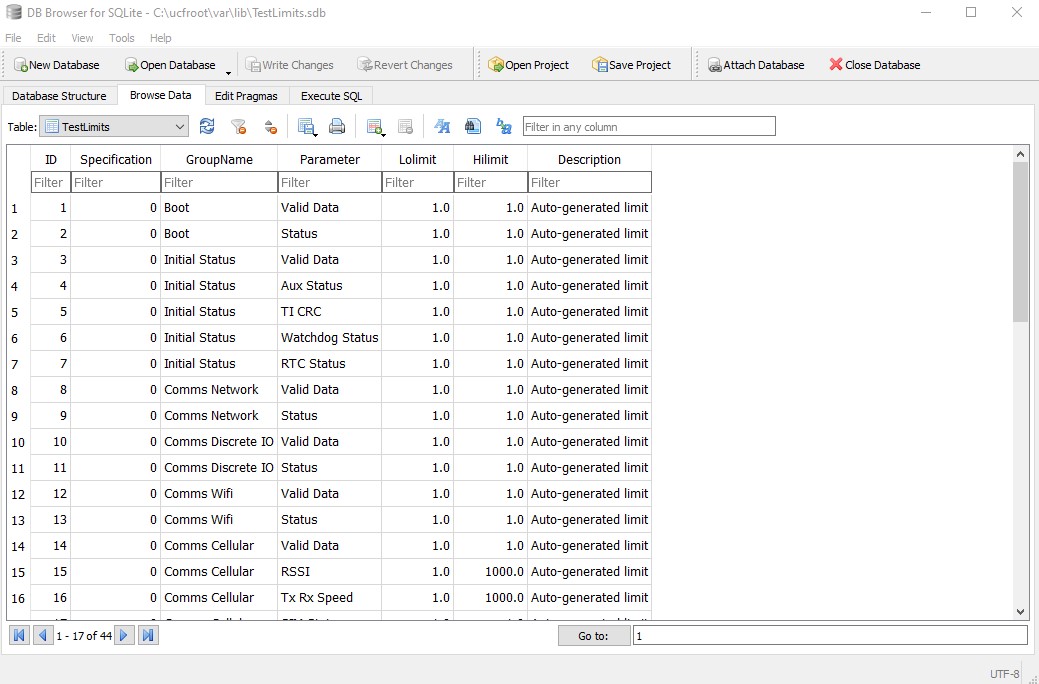 DB Browser for SQLite - C:\ucfroot\var\lib\TestLimits.sdb
File Edit View Tools Help
New Database Open Database Write Changes Revert Changes Open Project Save Project Attach Database Close Database
Database Structure Browse Data Edit Pragmas Execute SQL
Table: TestLimits Filter in any column
ID Specification GroupName Parameter Lolimit Hilimit Description
Filter Filter Filter Filter Filter Filter Filter
1 1 0 Boot Valid Data 1.0 1.0 Auto-generated limit
2 2 0 Boot Status 1.0 1.0 Auto-generated limit
3 3 0 Initial Status Valid Data 1.0 1.0 Auto-generated limit
4 4 0 Initial Status Aux Status 1.0 1.0 Auto-generated limit
5 5 0 Initial Status TI CRC 1.0 1.0 Auto-generated limit
6 6 0 Initial Status Watchdog Status 1.0 1.0 Auto-generated limit
7 7 0 Initial Status RTC Status 1.0 1.0 Auto-generated limit
8 8 0 Comms Network Valid Data 1.0 1.0 Auto-generated limit
9 9 0 Comms Network Status 1.0 1.0 Auto-generated limit
10 10 0 Comms Discrete IO Valid Data 1.0 1.0 Auto-generated limit
11 11 0 Comms Discrete IO Status 1.0 1.0 Auto-generated limit
12 12 0 Comms Wifi Valid Data 1.0 1.0 Auto-generated limit
13 13 0 Comms Wifi Status 1.0 1.0 Auto-generated limit
14 14 0 Comms Cellular Valid Data 1.0 1.0 Auto-generated limit
15 15 0 Comms Cellular RSSI 1.0 1000.0 Auto-generated limit
16 16 0 Comms Cellular Tx Rx Speed 1.0 1000.0 Auto-generated limit
1 - 17 of 44 Go to: 1
UTF-8